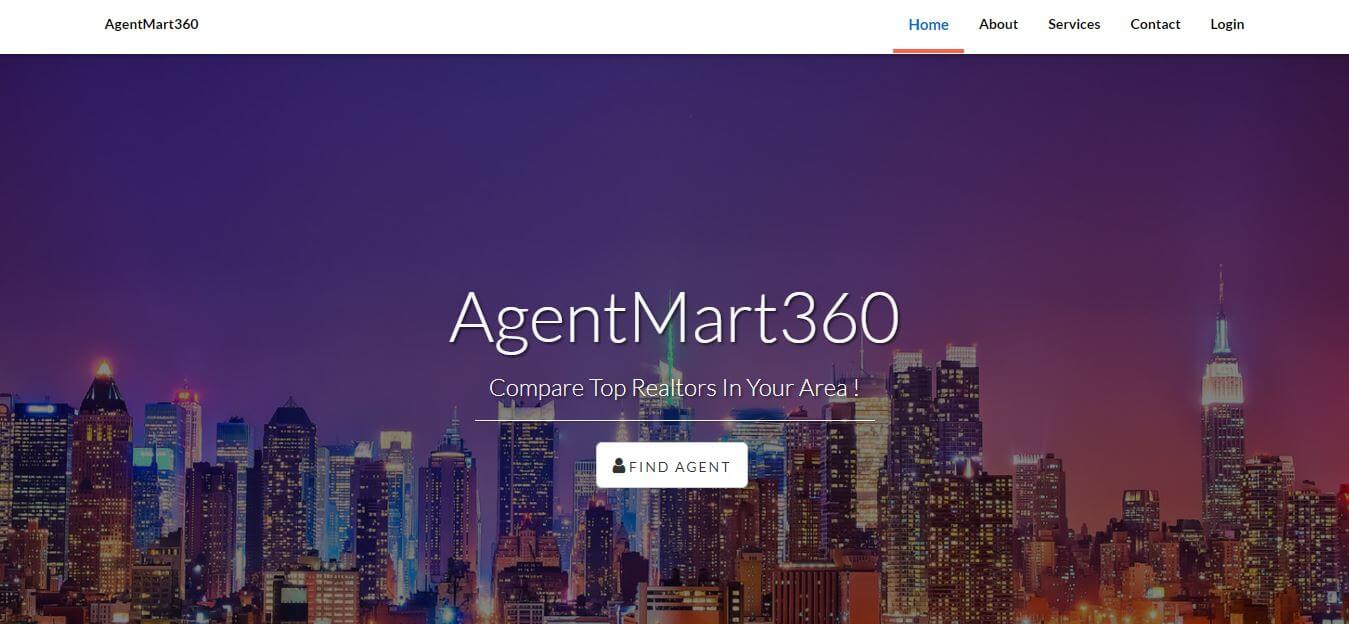 AgentMart360
Home About Services Contact Login
AgentMart360
Compare Top Realtors In Your Area !
FIND AGENT